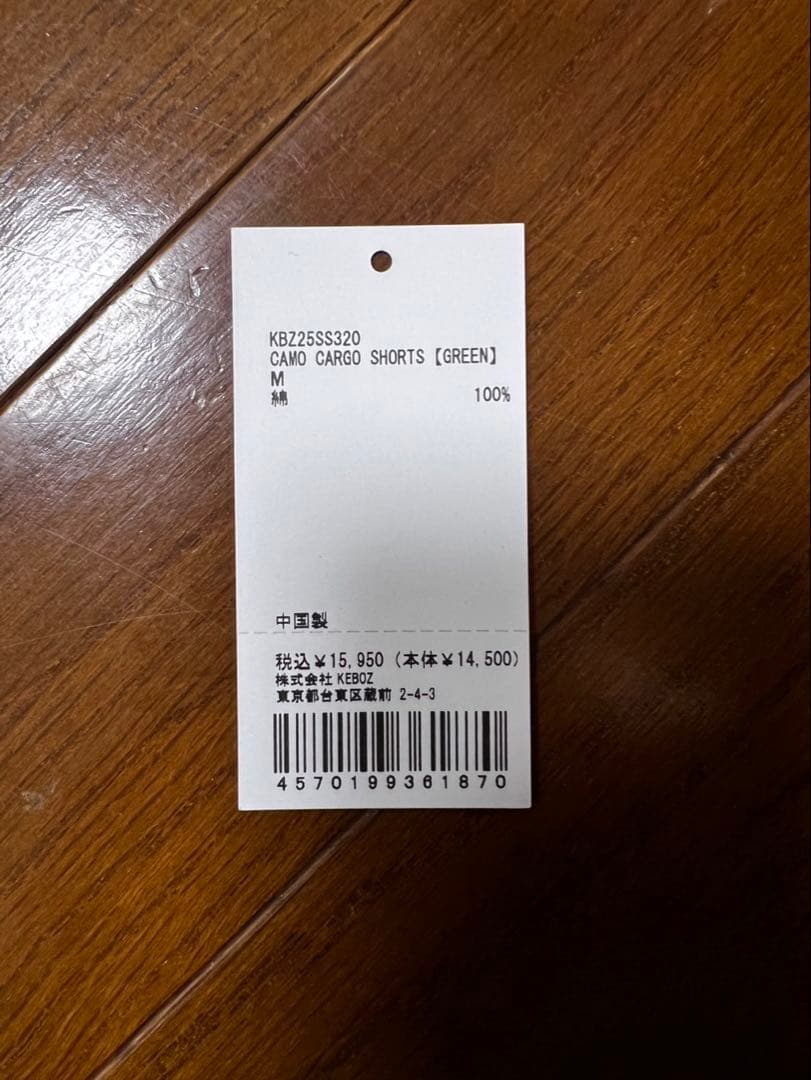 KBZ25SS320
CAMO CARGO SHORTS【GREEN】
M
綿 100%
中国製
税込¥15,950 (本体¥14,500)
株式会社 KEBOZ
東京都台東区蔵前 2-4-3
4570199361870